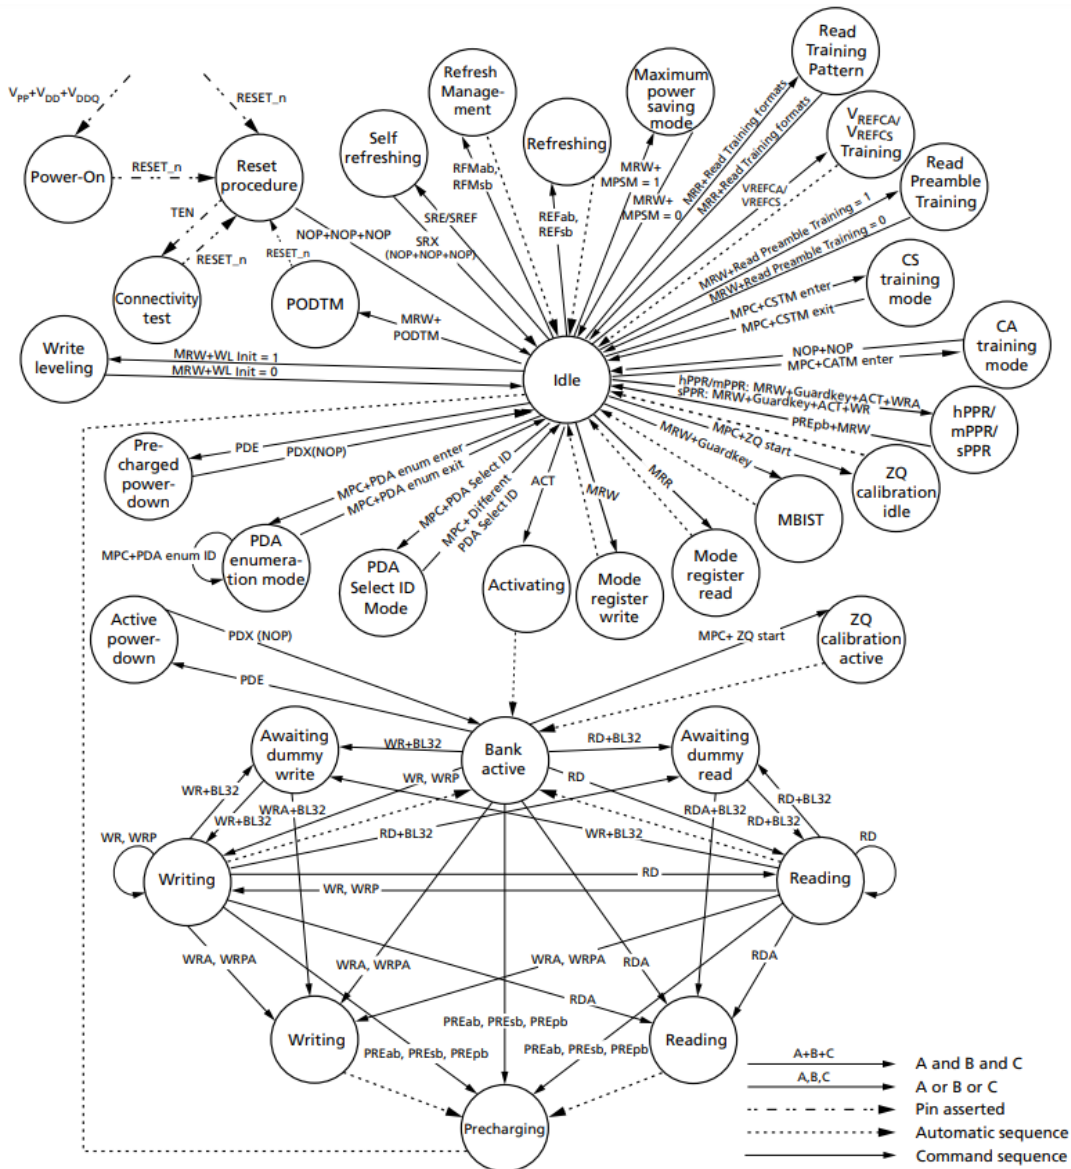 Read
Training
Pattern
Refresh
Manage-
ment
Maximum
power
saving
mode
VPP+VDD+VDDQ
RESET_n
Self
refreshing
Refreshing
VREFCA/
VREFCS
Training
Power-On
RESET_n
Reset
procedure
RFMab,
RFMsb
MRW+
MPSM = 1
MRW+
MPSM = 0
MRR+Read Training formats
MRR+Read Training formats
VREFCA/
VREFCS
Read
Preamble
Training
TEN
RESET_n
RESET_n
NOP+NOP+NOP
SRE/SREF
SRX
(NOP+NOP+NOP)
REFab,
REFsb
MRW+Read Preamble Training = 1
MRW+Read Preamble Training = 0
CS
training
mode
Connectivity
test
PODTM
MRW+
PODTM
MPC+CSTM enter
MPC+CSTM exit
Write
leveling
MRW+WL Init = 1
MRW+WL Init = 0
Idle
NOP+NOP
MPC+CATM enter
CA
training
mode
hPPR/mPPR: MRW+Guardkey+ACT+WRA
sPPR: MRW+Guardkey+ACT+WR
PREpb+MRW
hPPR/
mPPR/
sPPR
Pre-
charged
power-
down
PDE
PDX(NOP)
MPC+PDA enum enter
MPC+PDA enum exit
MPC+PDA Select ID
MPC+ Different
PDA Select ID
ACT
MRW
MRR
MRW+Guardkey
MPC+ZQ start
ZQ
calibration
idle
MBIST
MPC+PDA enum ID
PDA
enumera-
tion mode
PDA
Select ID
Mode
Activating
Mode
register
write
Mode
register
read
Active
power-
down
PDX (NOP)
PDE
MPC+ ZQ start
ZQ
calibration
active
Awaiting
dummy
write
WR+BL32
Bank
active
RD+BL32
Awaiting
dummy
read
WR, WRP
RD
WR+BL32
WRA+BL32
WR+BL32
RD+BL32
WR+BL32
RDA+BL32
RD+BL32
RD+BL32
WR, WRP
RD
Writing
RD
WR, WRP
Reading
WRA, WRPA
WRA, WRPA
WRA, WRPA
RDA
RDA
RDA
Writing
Reading
PREab, PREsb, PREpb
PREab, PREsb, PREpb
PREab, PREsb, PREpb
Precharging
A+B+C
A and B and C
A,B,C
A or B or C
Pin asserted
Automatic sequence
Command sequence